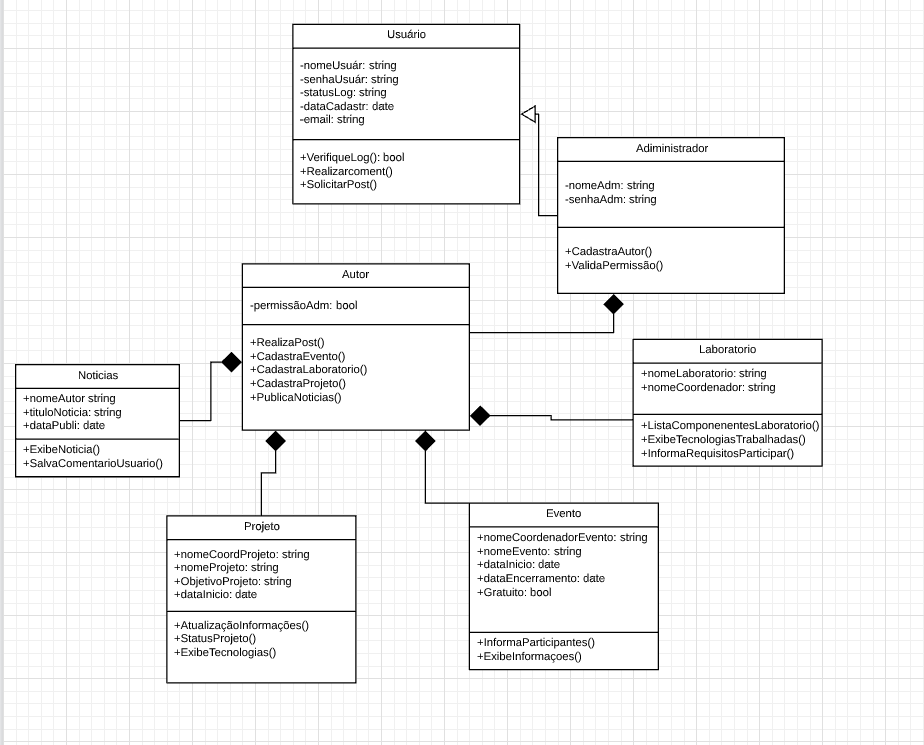 Usuário
-nomeUsuár: string
-senhaUsuár: string
-statusLog: string
-dataCadastr: date
-email: string
+VerifiqueLog(): bool
+Realizarcoment()
+SolicitarPost()
Adiministrador
-nomeAdm: string
-senhaAdm: string
+CadastraAutor()
+ValidaPermissão()
Autor
-permissãoAdm: bool
+RealizaPost()
+CadastraEvento()
+CadastraLaboratorio()
+CadastraProjeto()
+PublicaNoticias()
Laboratorio
+nomeLaboratorio: string
+nomeCoordenador: string
+ListaComponenentesLaboratorio()
+ExibeTecnologiasTrabalhadas()
+InformaRequisitosParticipar()
Noticias
+nomeAutor string
+tituloNoticia: string
+dataPubli: date
+ExibeNoticia()
+SalvaComentarioUsuario()
Projeto
+nomeCoordProjeto: string
+nomeProjeto: string
+ObjetivoProjeto: string
+dataInicio: date
+AtualizaçãoInformações()
+StatusProjeto()
+ExibeTecnologias()
Evento
+nomeCoordenadorEvento: string
+nomeEvento: string
+dataInicio: date
+dataEncerramento: date
+Gratuito: bool
+InformaParticipantes()
+ExibeInformaçoes()